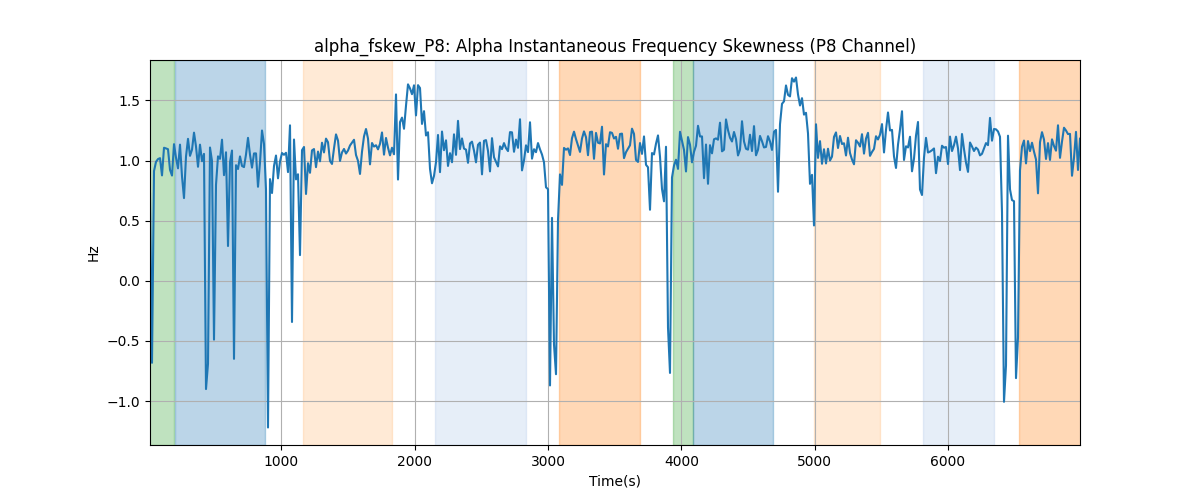 alpha_fskew_P8: Alpha Instantaneous Frequency Skewness (P8 Channel)
1.5
1.0
0.5
0.0
−0.5
−1.0
Hz
1000 2000 3000 4000 5000 6000
Time(s)